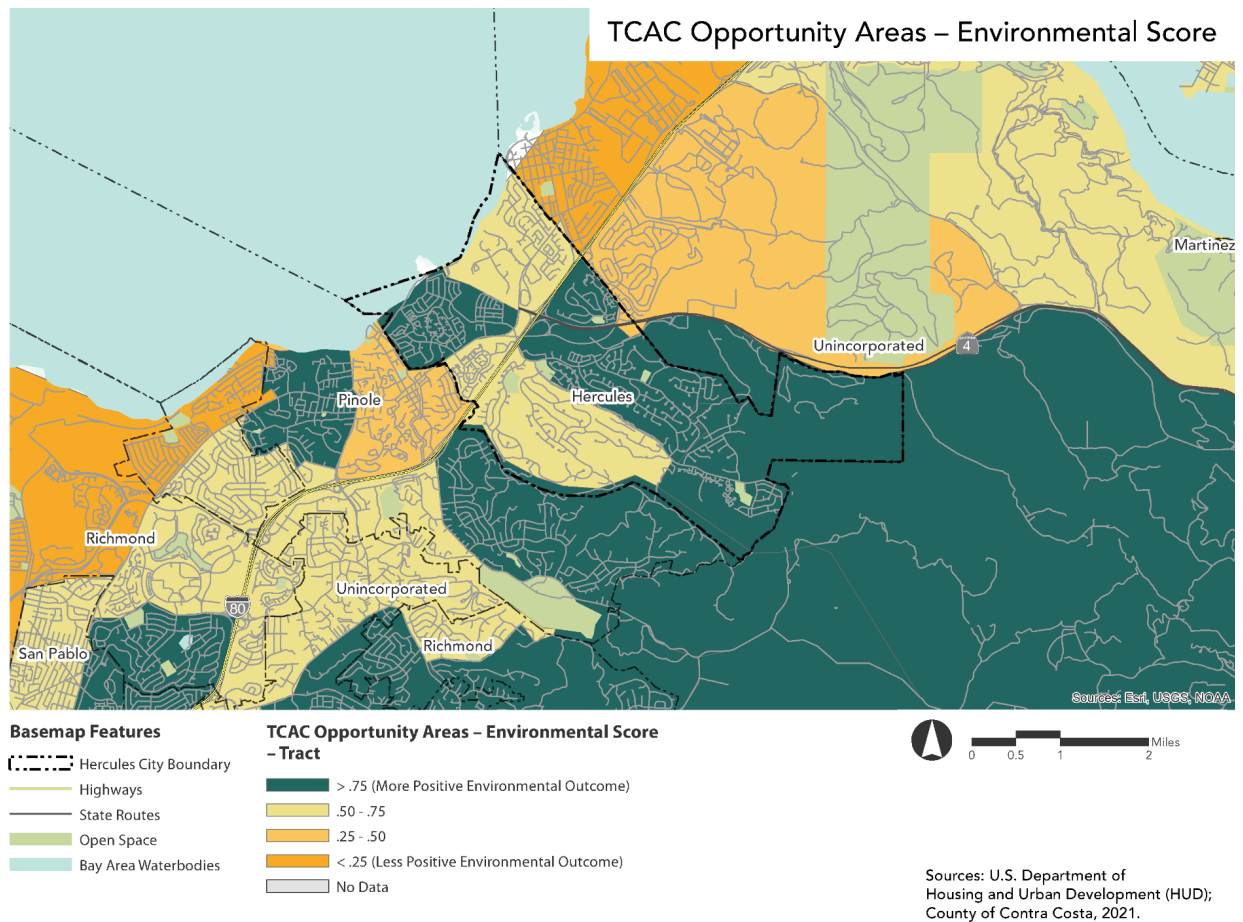 TCAC Opportunity Areas – Environmental Score
Martinez
Unincorporated
4
Hercules
Pinole
Richmond
Unincorporated
80
Richmond
San Pablo
Sources: Esri, USGS, NOAA
Basemap Features
Hercules City Boundary
Highways
State Routes
Open Space
Bay Area Waterbodies
TCAC Opportunity Areas – Environmental Score
– Tract
> .75 (More Positive Environmental Outcome)
.50 - .75
.25 - .50
< .25 (Less Positive Environmental Outcome)
No Data
Miles
0 0.5 1 2
Sources: U.S. Department of
Housing and Urban Development (HUD);
County of Contra Costa, 2021.